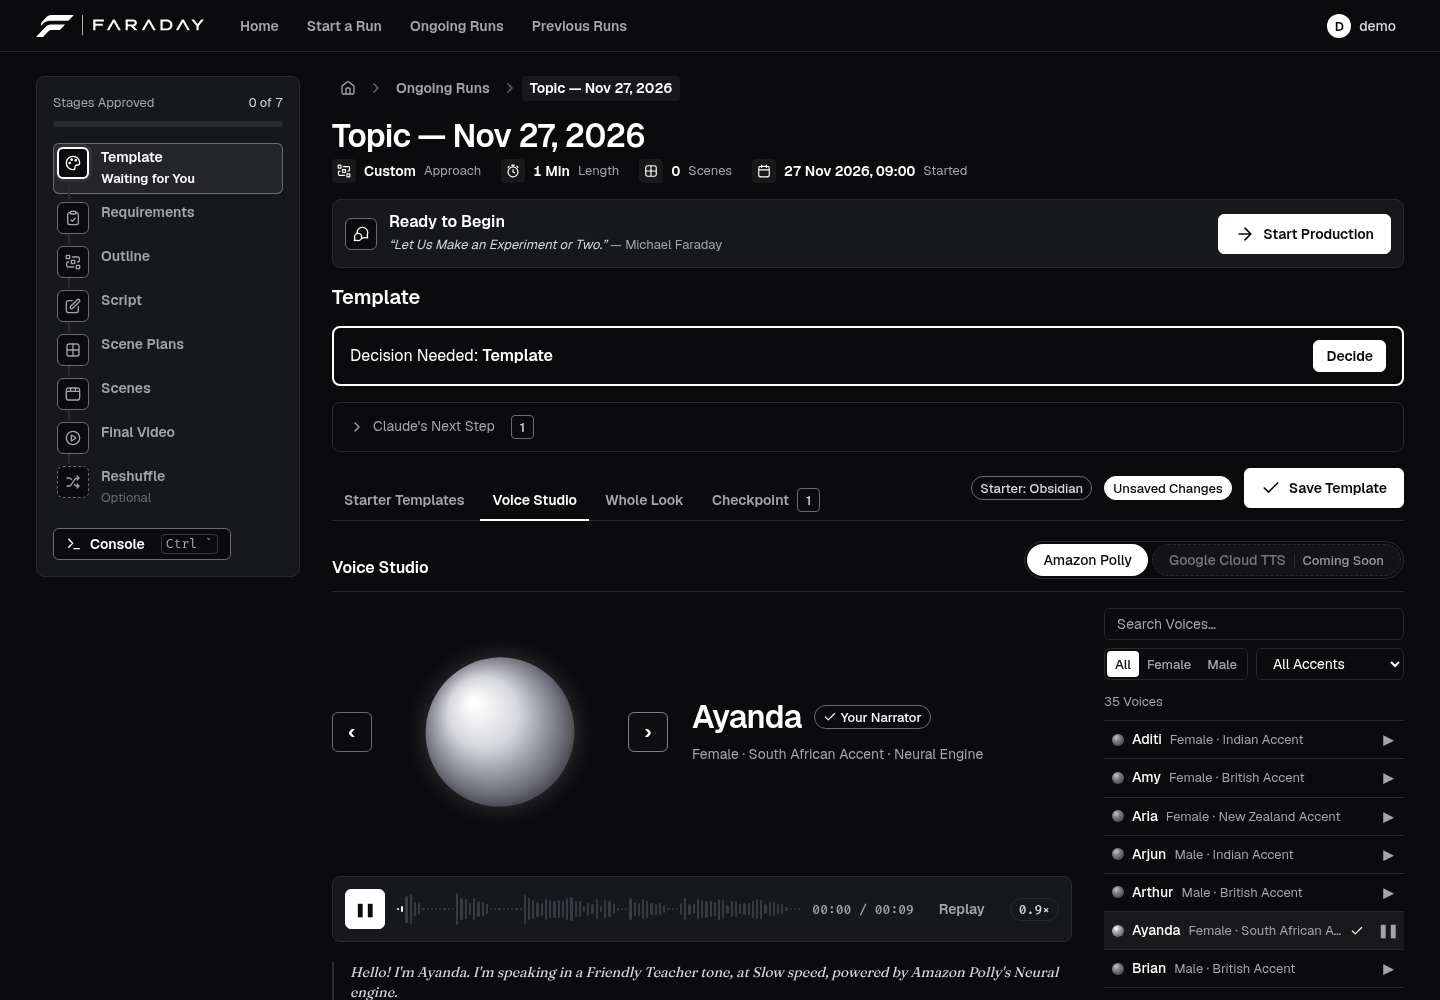 FARADAY
Home
Start a Run
Ongoing Runs
Previous Runs
D
demo
Stages Approved
0 of 7
Template
Waiting for You
Requirements
Outline
Script
Scene Plans
Scenes
Final Video
Reshuffle
Optional
Console Ctrl `
Ongoing Runs
Topic — Nov 27, 2026
Topic — Nov 27, 2026
Custom Approach
1 Min Length
0 Scenes
27 Nov 2026, 09:00 Started
Ready to Begin
“Let Us Make an Experiment or Two.” — Michael Faraday
Start Production
Template
Decision Needed: Template
Decide
Claude's Next Step 1
Starter Templates
Voice Studio
Whole Look
Checkpoint 1
Starter: Obsidian
Unsaved Changes
Save Template
Voice Studio
Amazon Polly
Google Cloud TTS | Coming Soon
‹
›
Ayanda
Your Narrator
Female · South African Accent · Neural Engine
00:00 / 00:09
Replay
0.9×
Hello! I'm Ayanda. I'm speaking in a Friendly Teacher tone, at Slow speed, powered by Amazon Polly's Neural
engine.
Search Voices…
All
Female
Male
All Accents
35 Voices
Aditi Female · Indian Accent
Amy Female · British Accent
Aria Female · New Zealand Accent
Arjun Male · Indian Accent
Arthur Male · British Accent
Ayanda Female · South African A…
Brian Male · British Accent